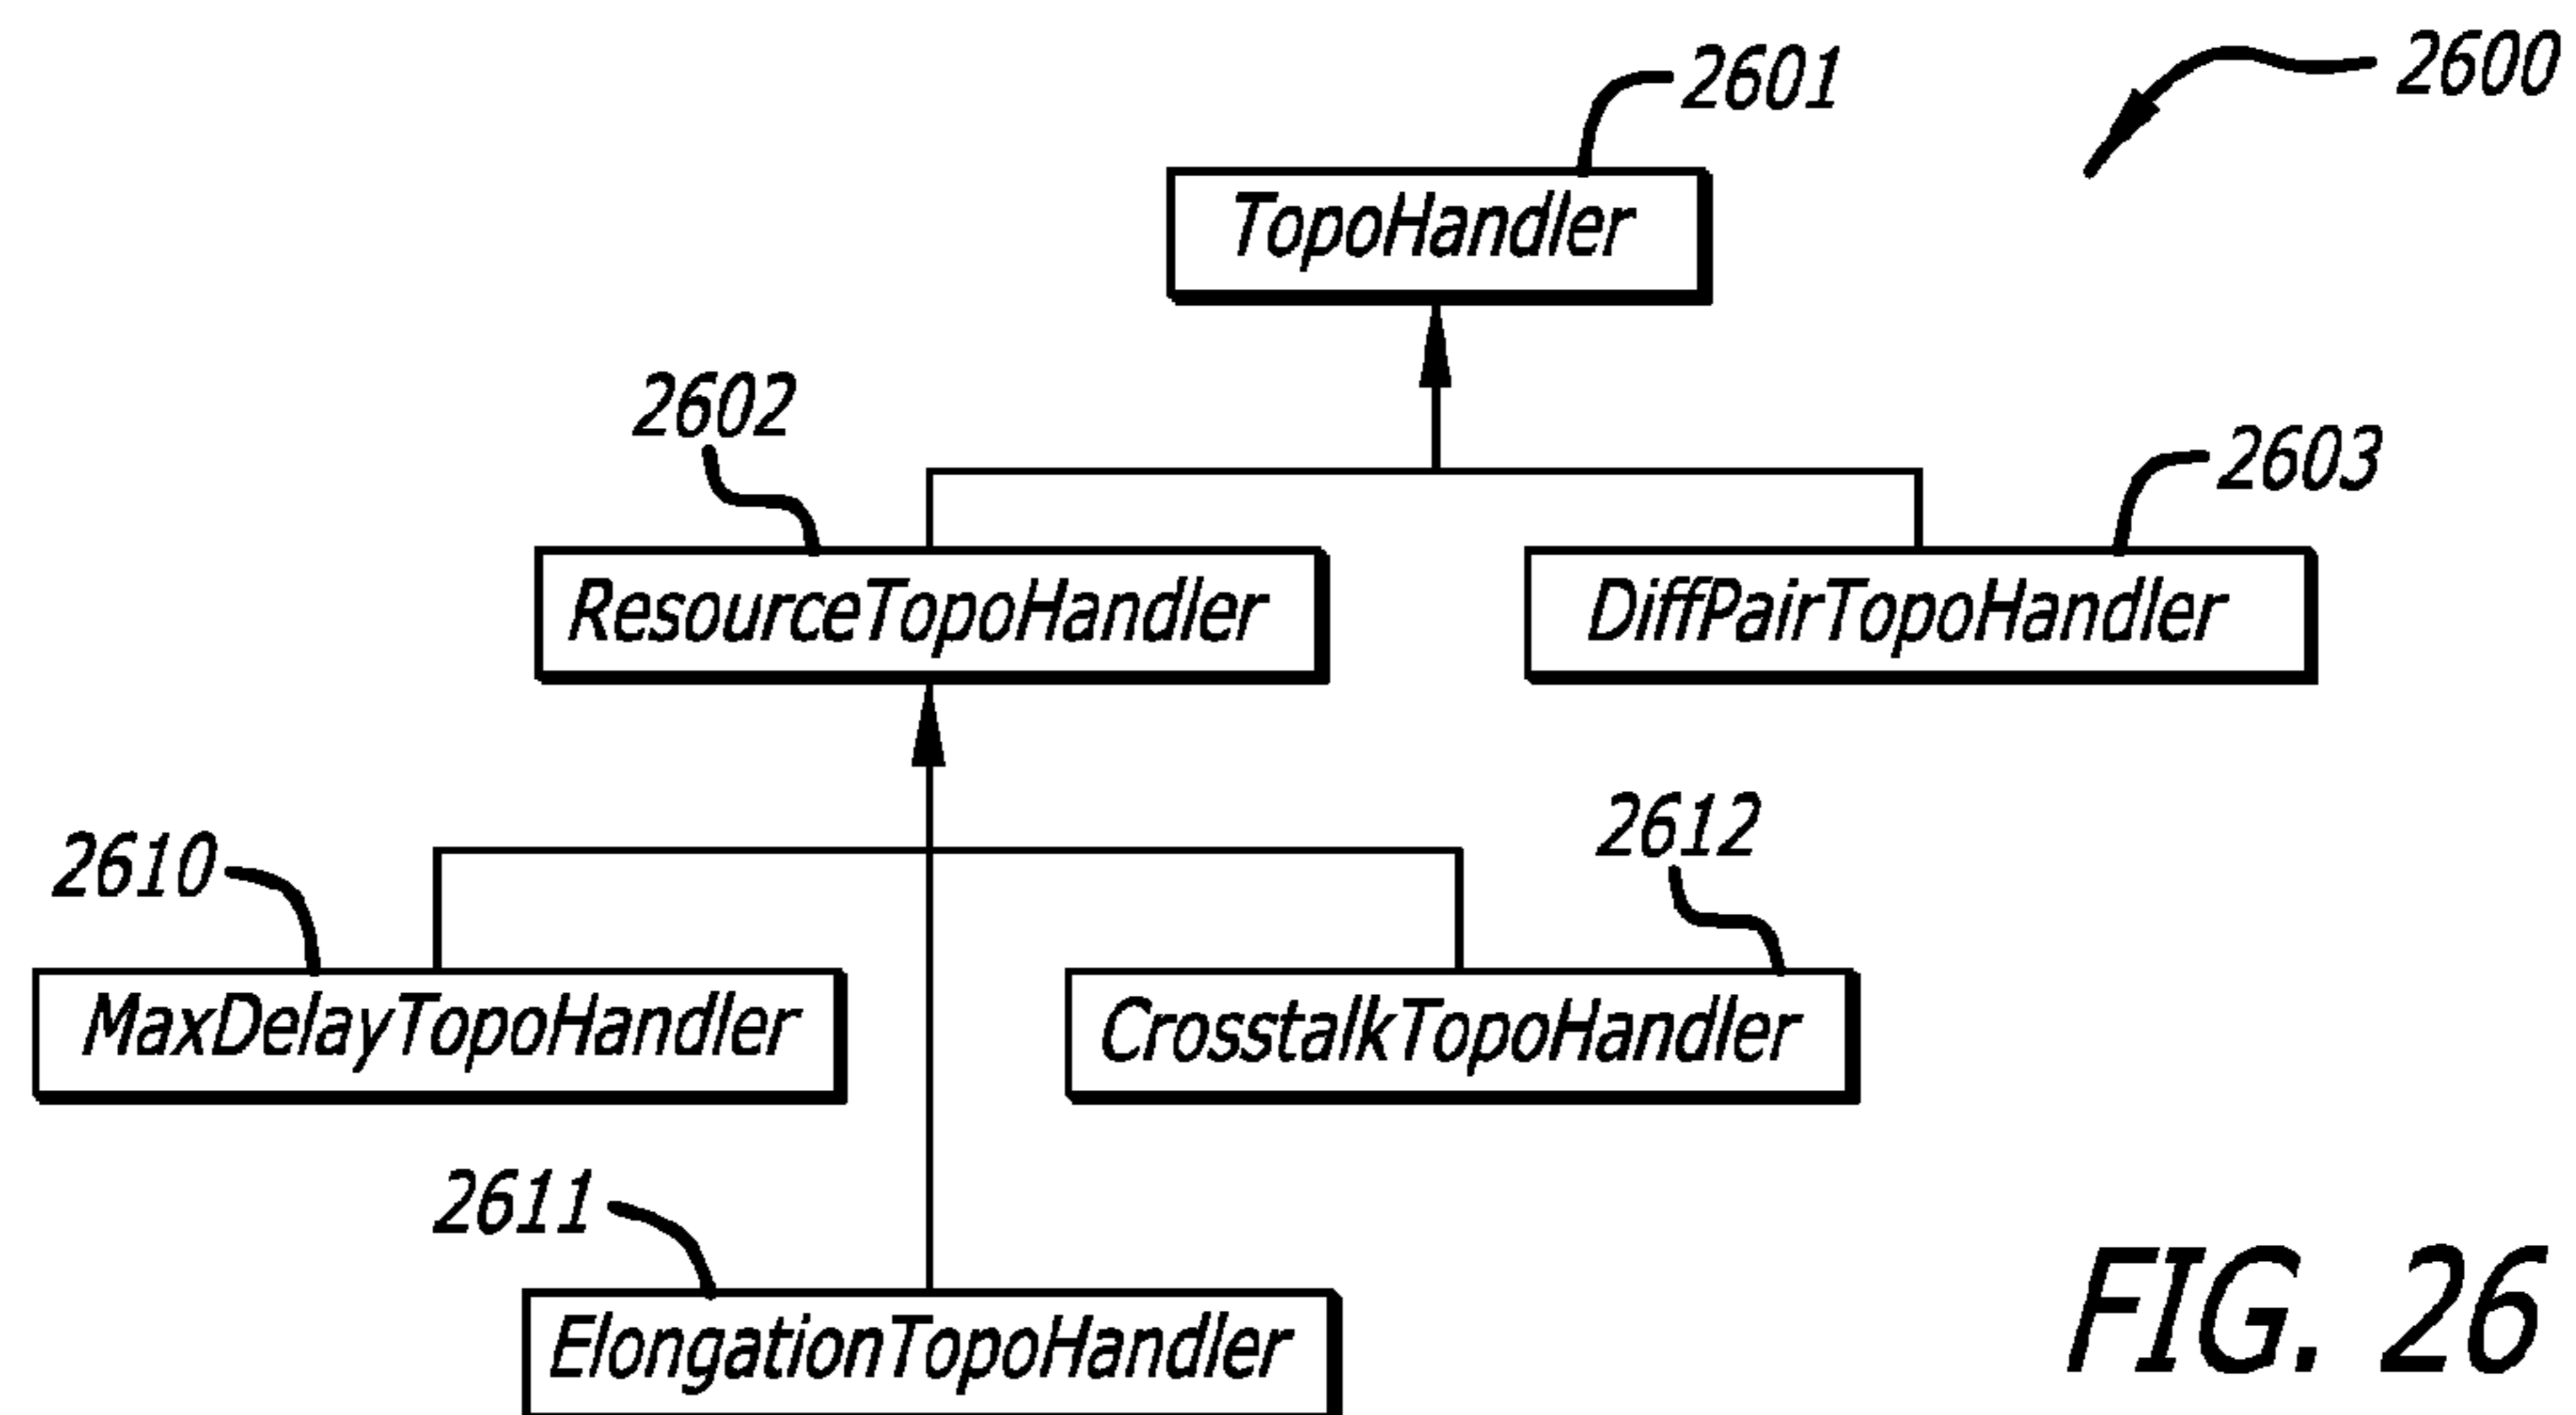 2600
2601
TopoHandler
2602
2603
ResourceTopoHandler
DiffPairTopoHandler
2610
2612
MaxDelayTopoHandler
CrosstalkTopoHandler
2611
ElongationTopoHandler
FIG. 26